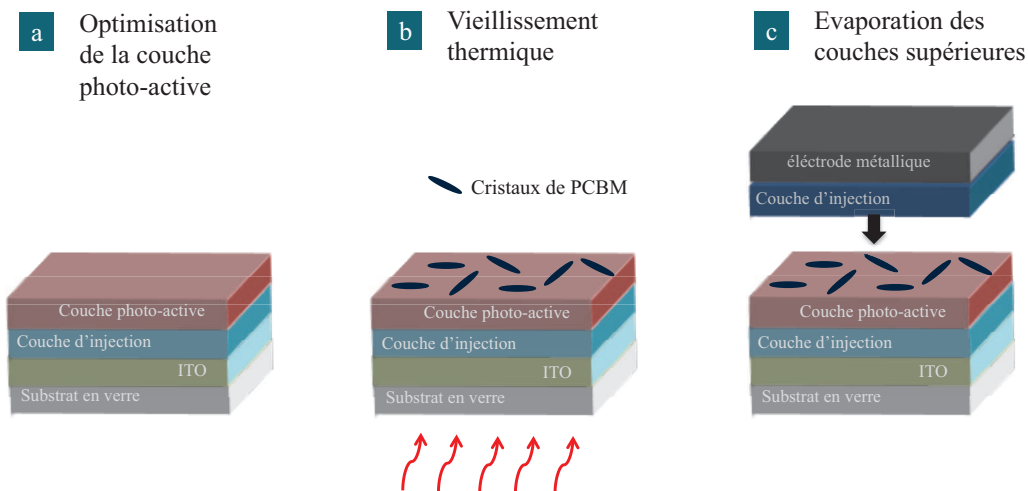 a
Optimisation
de la couche
photo-active
b
Vieillissement
thermique
c
Evaporation des
couches supérieures
Cristaux de PCBM
éléctrode métallique
Couche d’injection
Couche photo-active
Couche d’injection
ITO
Substrat en verre
Couche photo-active
Couche d’injection
ITO
Substrat en verre
Couche photo-active
Couche d’injection
ITO
Substrat en verre